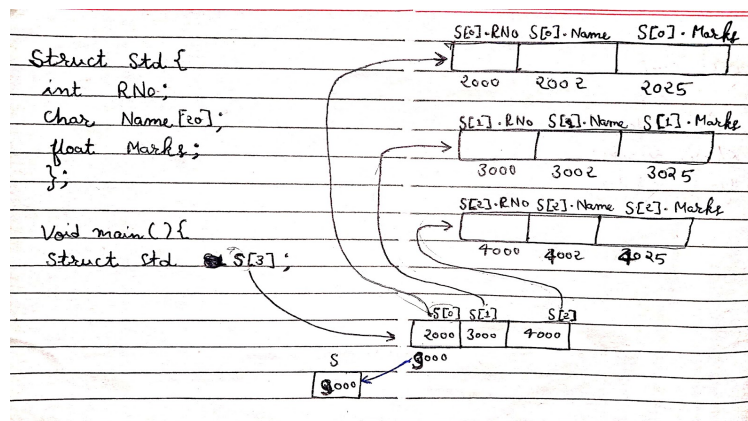 Struct Std {
int RNo;
Char Name[20];
float Marks;
};
Void main(){
Struct Std S[3];
S[0].RNo S[0].Name S[0].Marks
2000 2002 2025
S[1].RNo S[1].Name S[1].Marks
3000 3002 3025
S[2].RNo S[2].Name S[2].Marks
4000 4002 4025
S[0] S[1] S[2]
2000 3000 4000
9000
S
9000